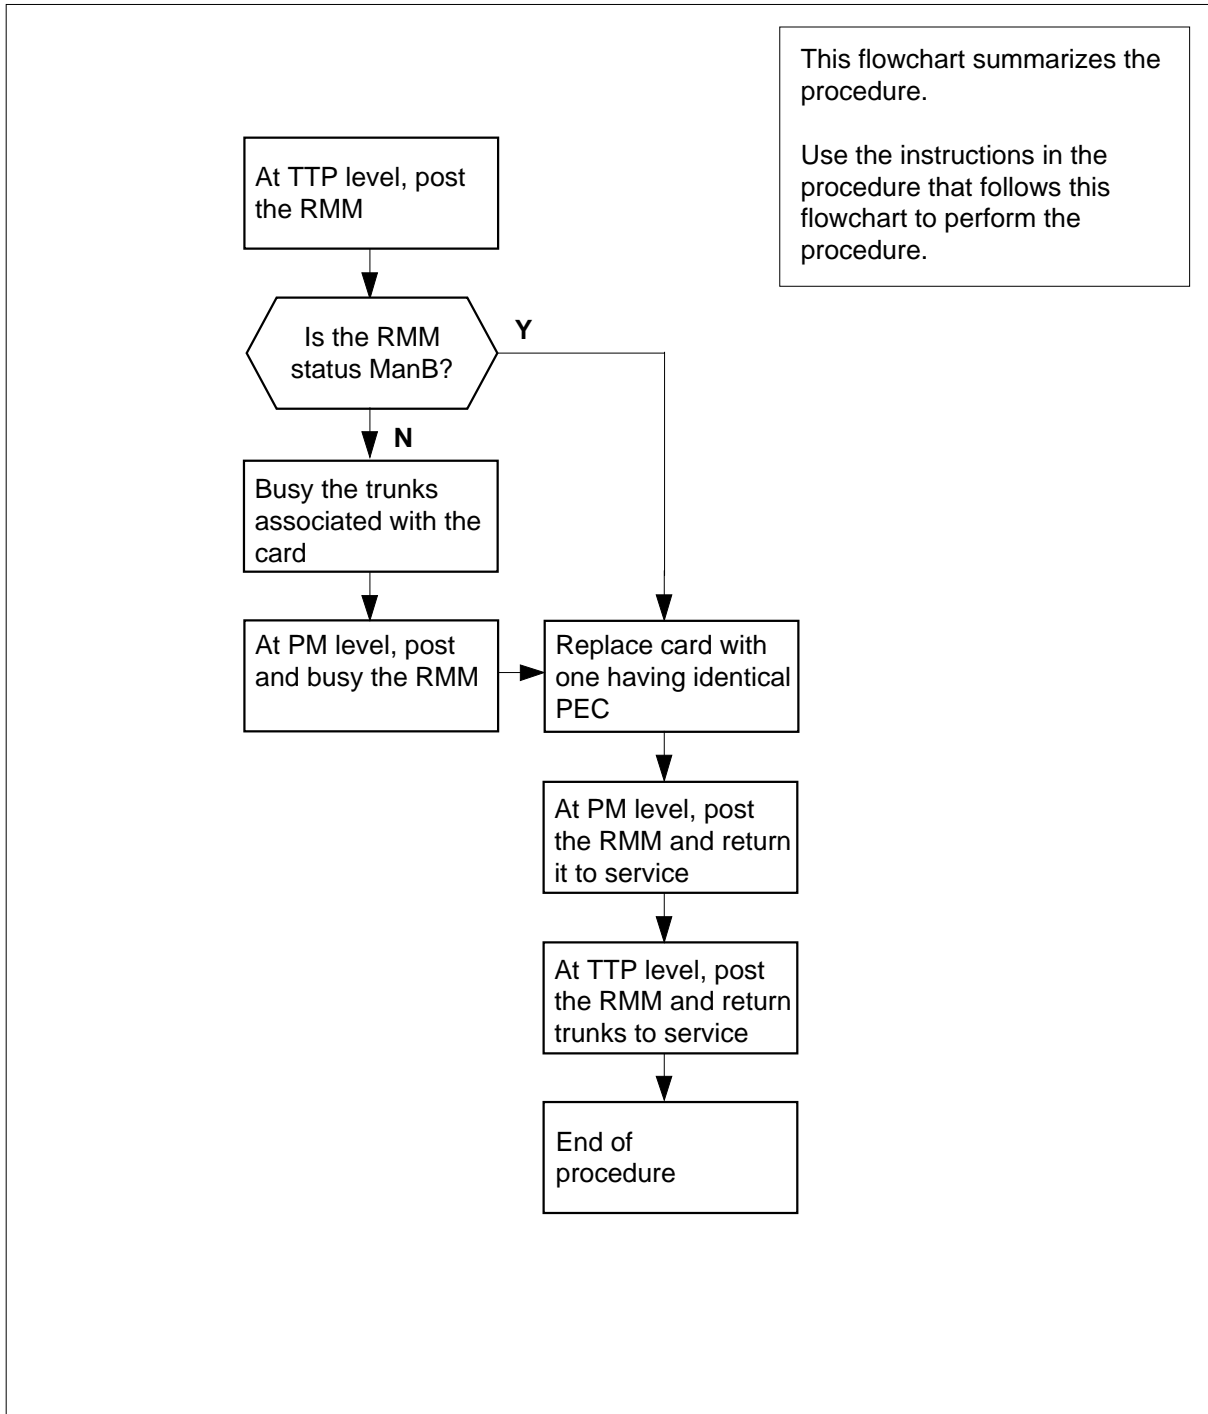 This flowchart summarizes the
procedure.
Use the instructions in the
procedure that follows this
flowchart to perform the
procedure.
At TTP level, post
the RMM
Is the RMM
status ManB?
Y
N
Busy the trunks
associated with the
card
At PM level, post
and busy the RMM
Replace card with
one having identical
PEC
At PM level, post
the RMM and return
it to service
At TTP level, post
the RMM and return
trunks to service
End of
procedure